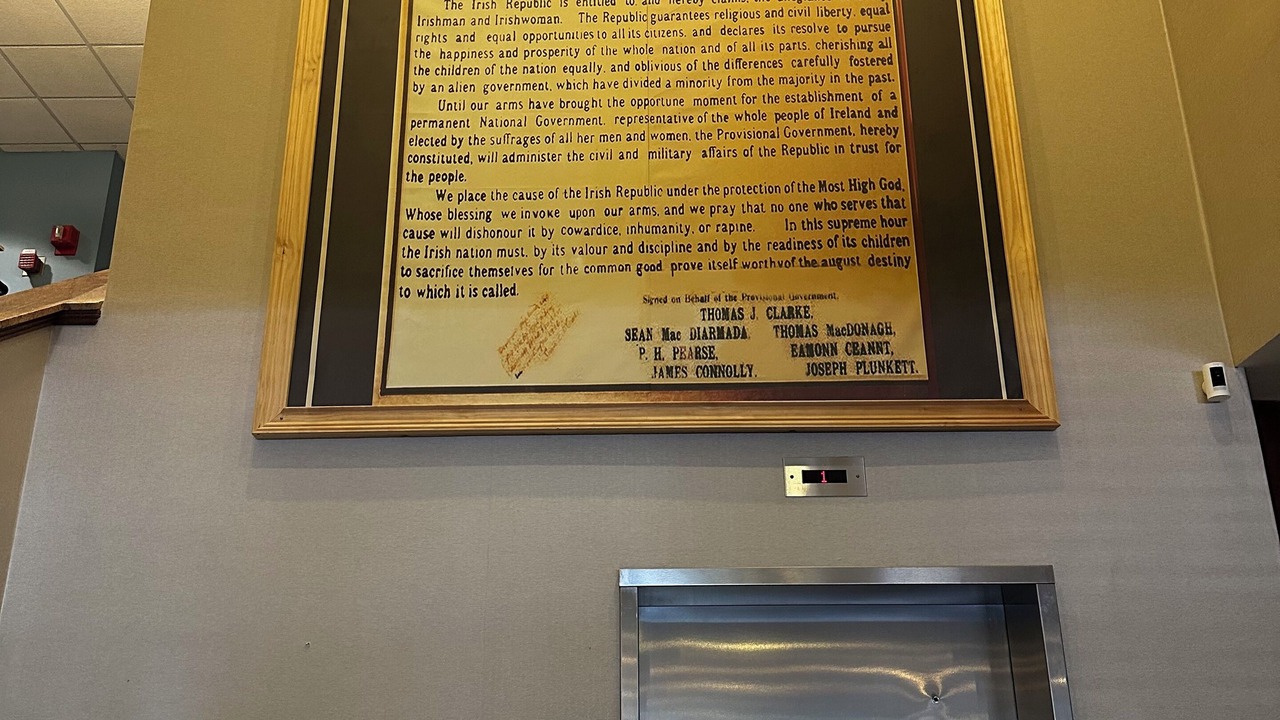 The Irish Republic is entitled to, and hereby claims, the allegiance
Irishman and Irishwoman. The Republic guarantees religious and civil liberty, equal
rights and equal opportunities to all its citizens, and declares its resolve to pursue
the happiness and prosperity of the whole nation and of all its parts, cherishing all
the children of the nation equally, and oblivious of the differences carefully fostered
by an alien government, which have divided a minority from the majority in the past.
Until our arms have brought the opportune moment for the establishment of a
permanent National Government, representative of the whole people of Ireland and
elected by the suffrages of all her men and women, the Provisional Government, hereby
constituted, will administer the civil and military affairs of the Republic in trust for
the people.
We place the cause of the Irish Republic under the protection of the Most High God,
Whose blessing we invoke upon our arms, and we pray that no one who serves that
cause will dishonour it by cowardice, inhumanity, or rapine. In this supreme hour
the Irish nation must, by its valour and discipline and by the readiness of its children
to sacrifice themselves for the common good, prove itself worthy of the august destiny
to which it is called.
Signed on Behalf of the Provisional Government,
THOMAS J. CLARKE,
SEAN Mac DIARMADA, THOMAS MacDONAGH,
P. H. PEARSE, EAMONN CEANNT,
JAMES CONNOLLY, JOSEPH PLUNKETT.
1